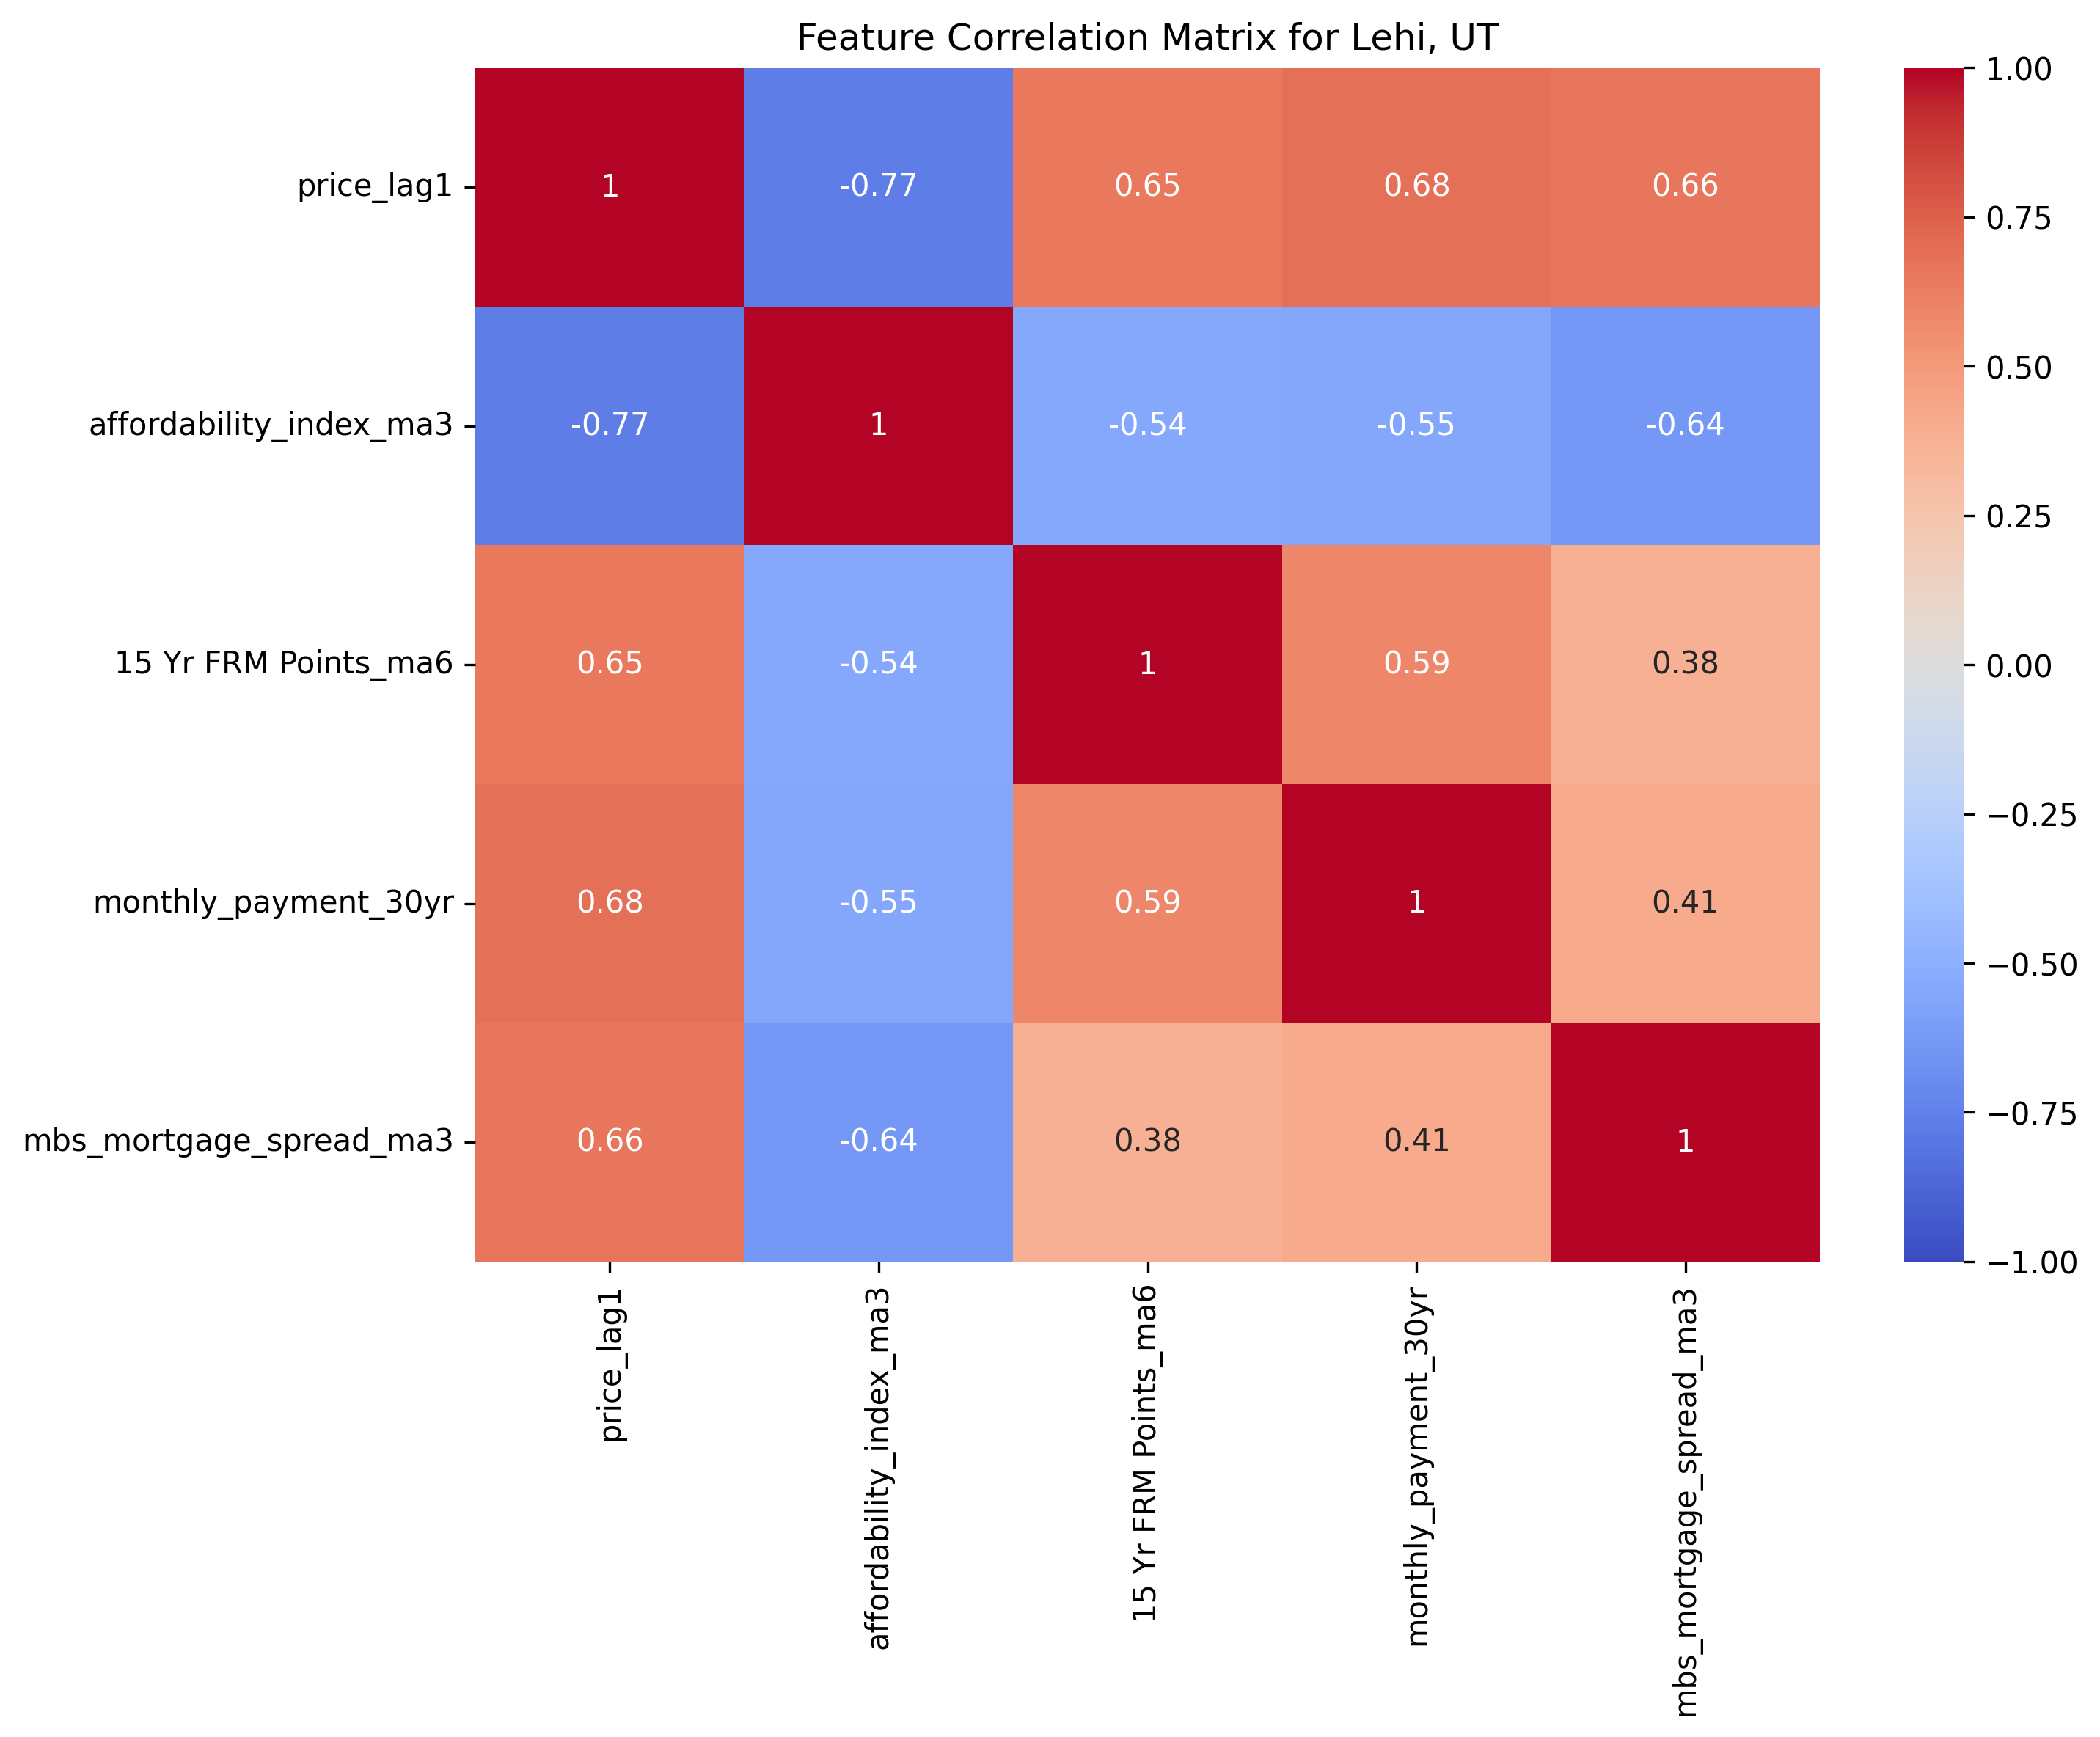 Feature Correlation Matrix for Lehi, UT
price_lag1 1 -0.77 0.65 0.68 0.66
affordability_index_ma3 -0.77 1 -0.54 -0.55 -0.64
15 Yr FRM Points_ma6 0.65 -0.54 1 0.59 0.38
monthly_payment_30yr 0.68 -0.55 0.59 1 0.41
mbs_mortgage_spread_ma3 0.66 -0.64 0.38 0.41 1
price_lag1
affordability_index_ma3
15 Yr FRM Points_ma6
monthly_payment_30yr
mbs_mortgage_spread_ma3
1.00
0.75
0.50
0.25
0.00
−0.25
−0.50
−0.75
−1.00